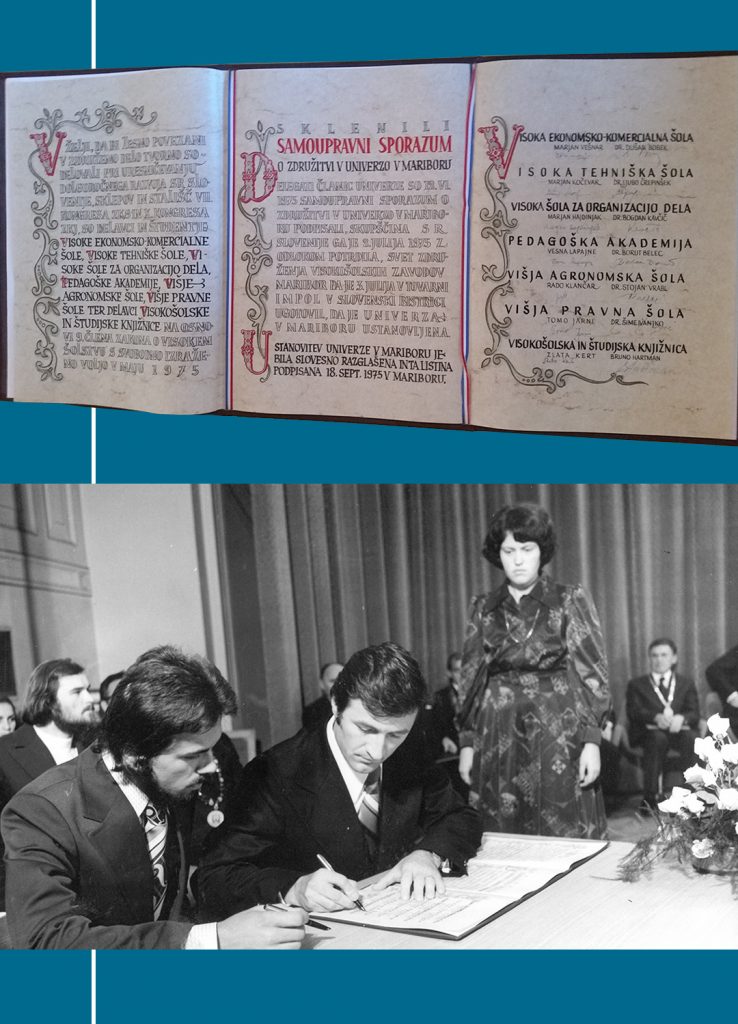 V ŽELJI, DA BI TESNO POVEZANI
V ZDRUŽENO DELO TVORNO SO-
DELOVALI PRI URESNIČEVANJU
DOLGOROČNEGA RAZVOJA SR SLO-
VENIJE, SKLEPOV IN STALIŠČ VII.
KONGRESA ZKS IN X. KONGRESA
ZKJ, SO DELAVCI IN ŠTUDENTJE
VISOKE EKONOMSKO-KOMERCIALNE
ŠOLE, VISOKE TEHNIŠKE ŠOLE, VI-
SOKE ŠOLE ZA ORGANIZACIJO DELA,
PEDAGOŠKE AKADEMIJE, VIŠJE
AGRONOMSKE ŠOLE, VIŠJE PRAVNE
ŠOLE TER DELAVCI VISOKOŠOLSKE
IN ŠTUDIJSKE KNJIŽNICE NA OSNO-
VI 9. ČLENA ZAKONA O VISOKEM
ŠOLSTVU S SVOBODNO IZRAŽE-
NO VOLJO V MAJU 1975
SKLENILI
SAMOUPRAVNI SPORAZUM
O ZDRUŽITVI V UNIVERZO V MARIBORU
DELEGATI ČLANIC UNIVERZE SO 19. VI.
1975 SAMOUPRAVNI SPORAZUM O
ZDRUŽITVI V UNIVERZO V MARIBO-
RU PODPISALI, SKUPŠČINA SR
SLOVENIJE GA JE 2. JULIJA 1975 Z
ODLOKOM POTRDILA, SVET ZDRU-
ŽENJA VISOKOŠOLSKIH ZAVODOV
MARIBOR DA JE 3. JULIJA V TOVARNI
IMPOL V SLOVENSKI BISTRICI
UGOTOVIL, DA JE UNIVERZA
V MARIBORU USTANOVLJENA.
USTANOVITEV UNIVERZE V MARIBORU JE
BILA SLOVESNO RAZGLAŠENA IN TA LISTINA
PODPISANA 18. SEPT. 1975 V MARIBORU.
VISOKA EKONOMSKO-KOMERCIALNA ŠOLA
MARJAN VEŠNAR DR. DUŠAN BOBEK
VISOKA TEHNIŠKA ŠOLA
MARJAN KOČEVAR DR. LJUBO ČREPINŠEK
VISOKA ŠOLA ZA ORGANIZACIJO DELA
MARJAN HAJDINJAK DR. BOGDAN KAVČIČ
PEDAGOŠKA AKADEMIJA
VESNA LAPAJNE DR. BORUT BELEC
VIŠJA AGRONOMSKA ŠOLA
RADO KLANČAR DR. STOJAN VRABL
VIŠJA PRAVNA ŠOLA
TOMO JARNE DR. ŠIME IVANJKO
VISOKOŠOLSKA IN ŠTUDIJSKA KNJIŽNICA
ZLATA KERT BRUNO HARTMAN